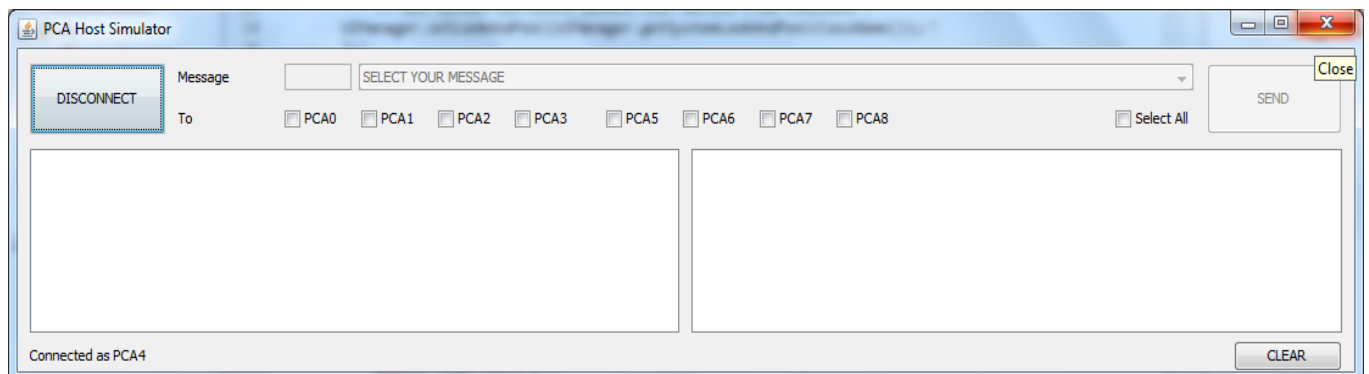 PCA Host Simulator
Close
DISCONNECT
Message
SELECT YOUR MESSAGE
SEND
To
PCA0 PCA1 PCA2 PCA3 PCA5 PCA6 PCA7 PCA8 Select All
Connected as PCA4
CLEAR